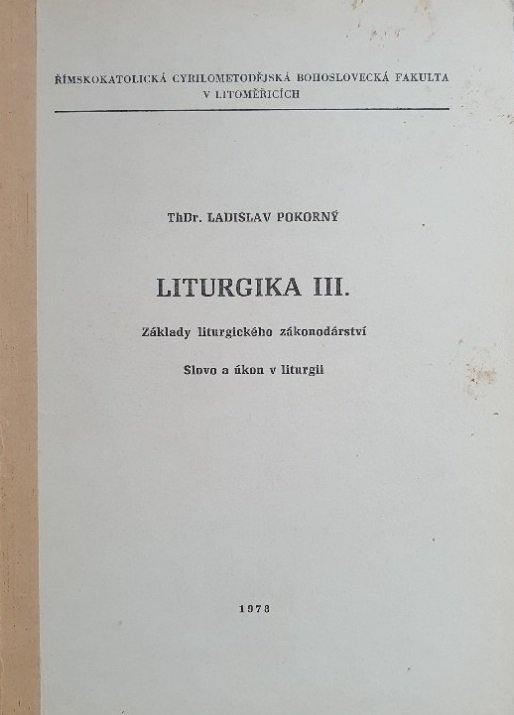 ŘÍMSKOKATOLICKÁ CYRILOMETODĚJSKÁ BOHOSLOVECKÁ FAKULTA
V LITOMĚŘICÍCH
ThDr. LADISLAV POKORNÝ
LITURGIKA III.
Základy liturgického zákonodárství
Slovo a úkon v liturgii
1978